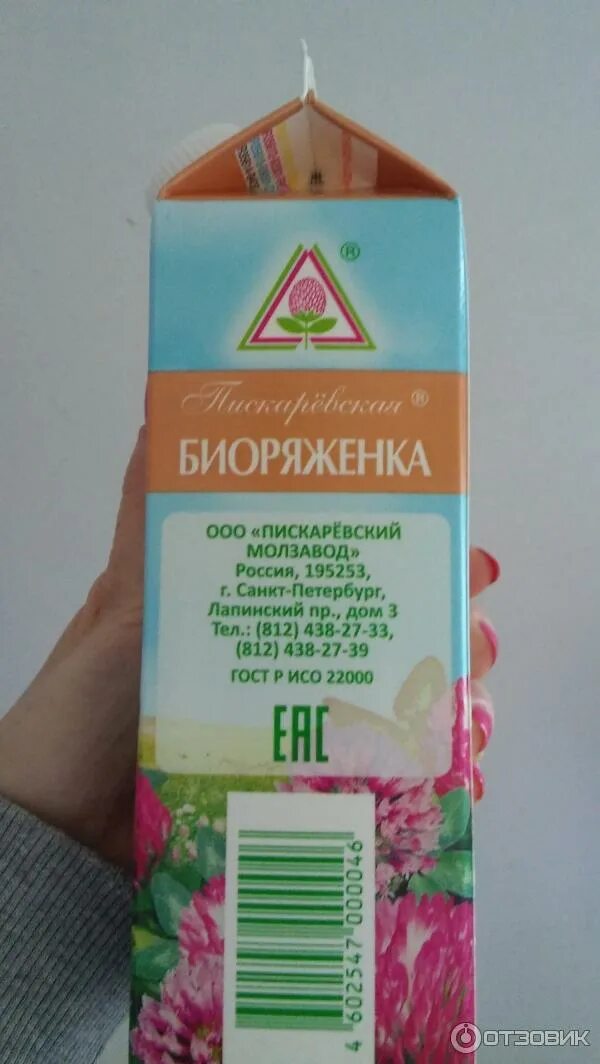 ®
Пискарёвская ®
БИОРЯЖЕНКА
ООО «ПИСКАРЁВСКИЙ
МОЛЗАВОД»
Россия, 195253,
г. Санкт-Петербург,
Лапинский пр., дом 3
Тел.: (812) 438-27-33,
(812) 438-27-39
ГОСТ Р ИСО 22000
EAC
4 602547 000046
ОТЗОВИК